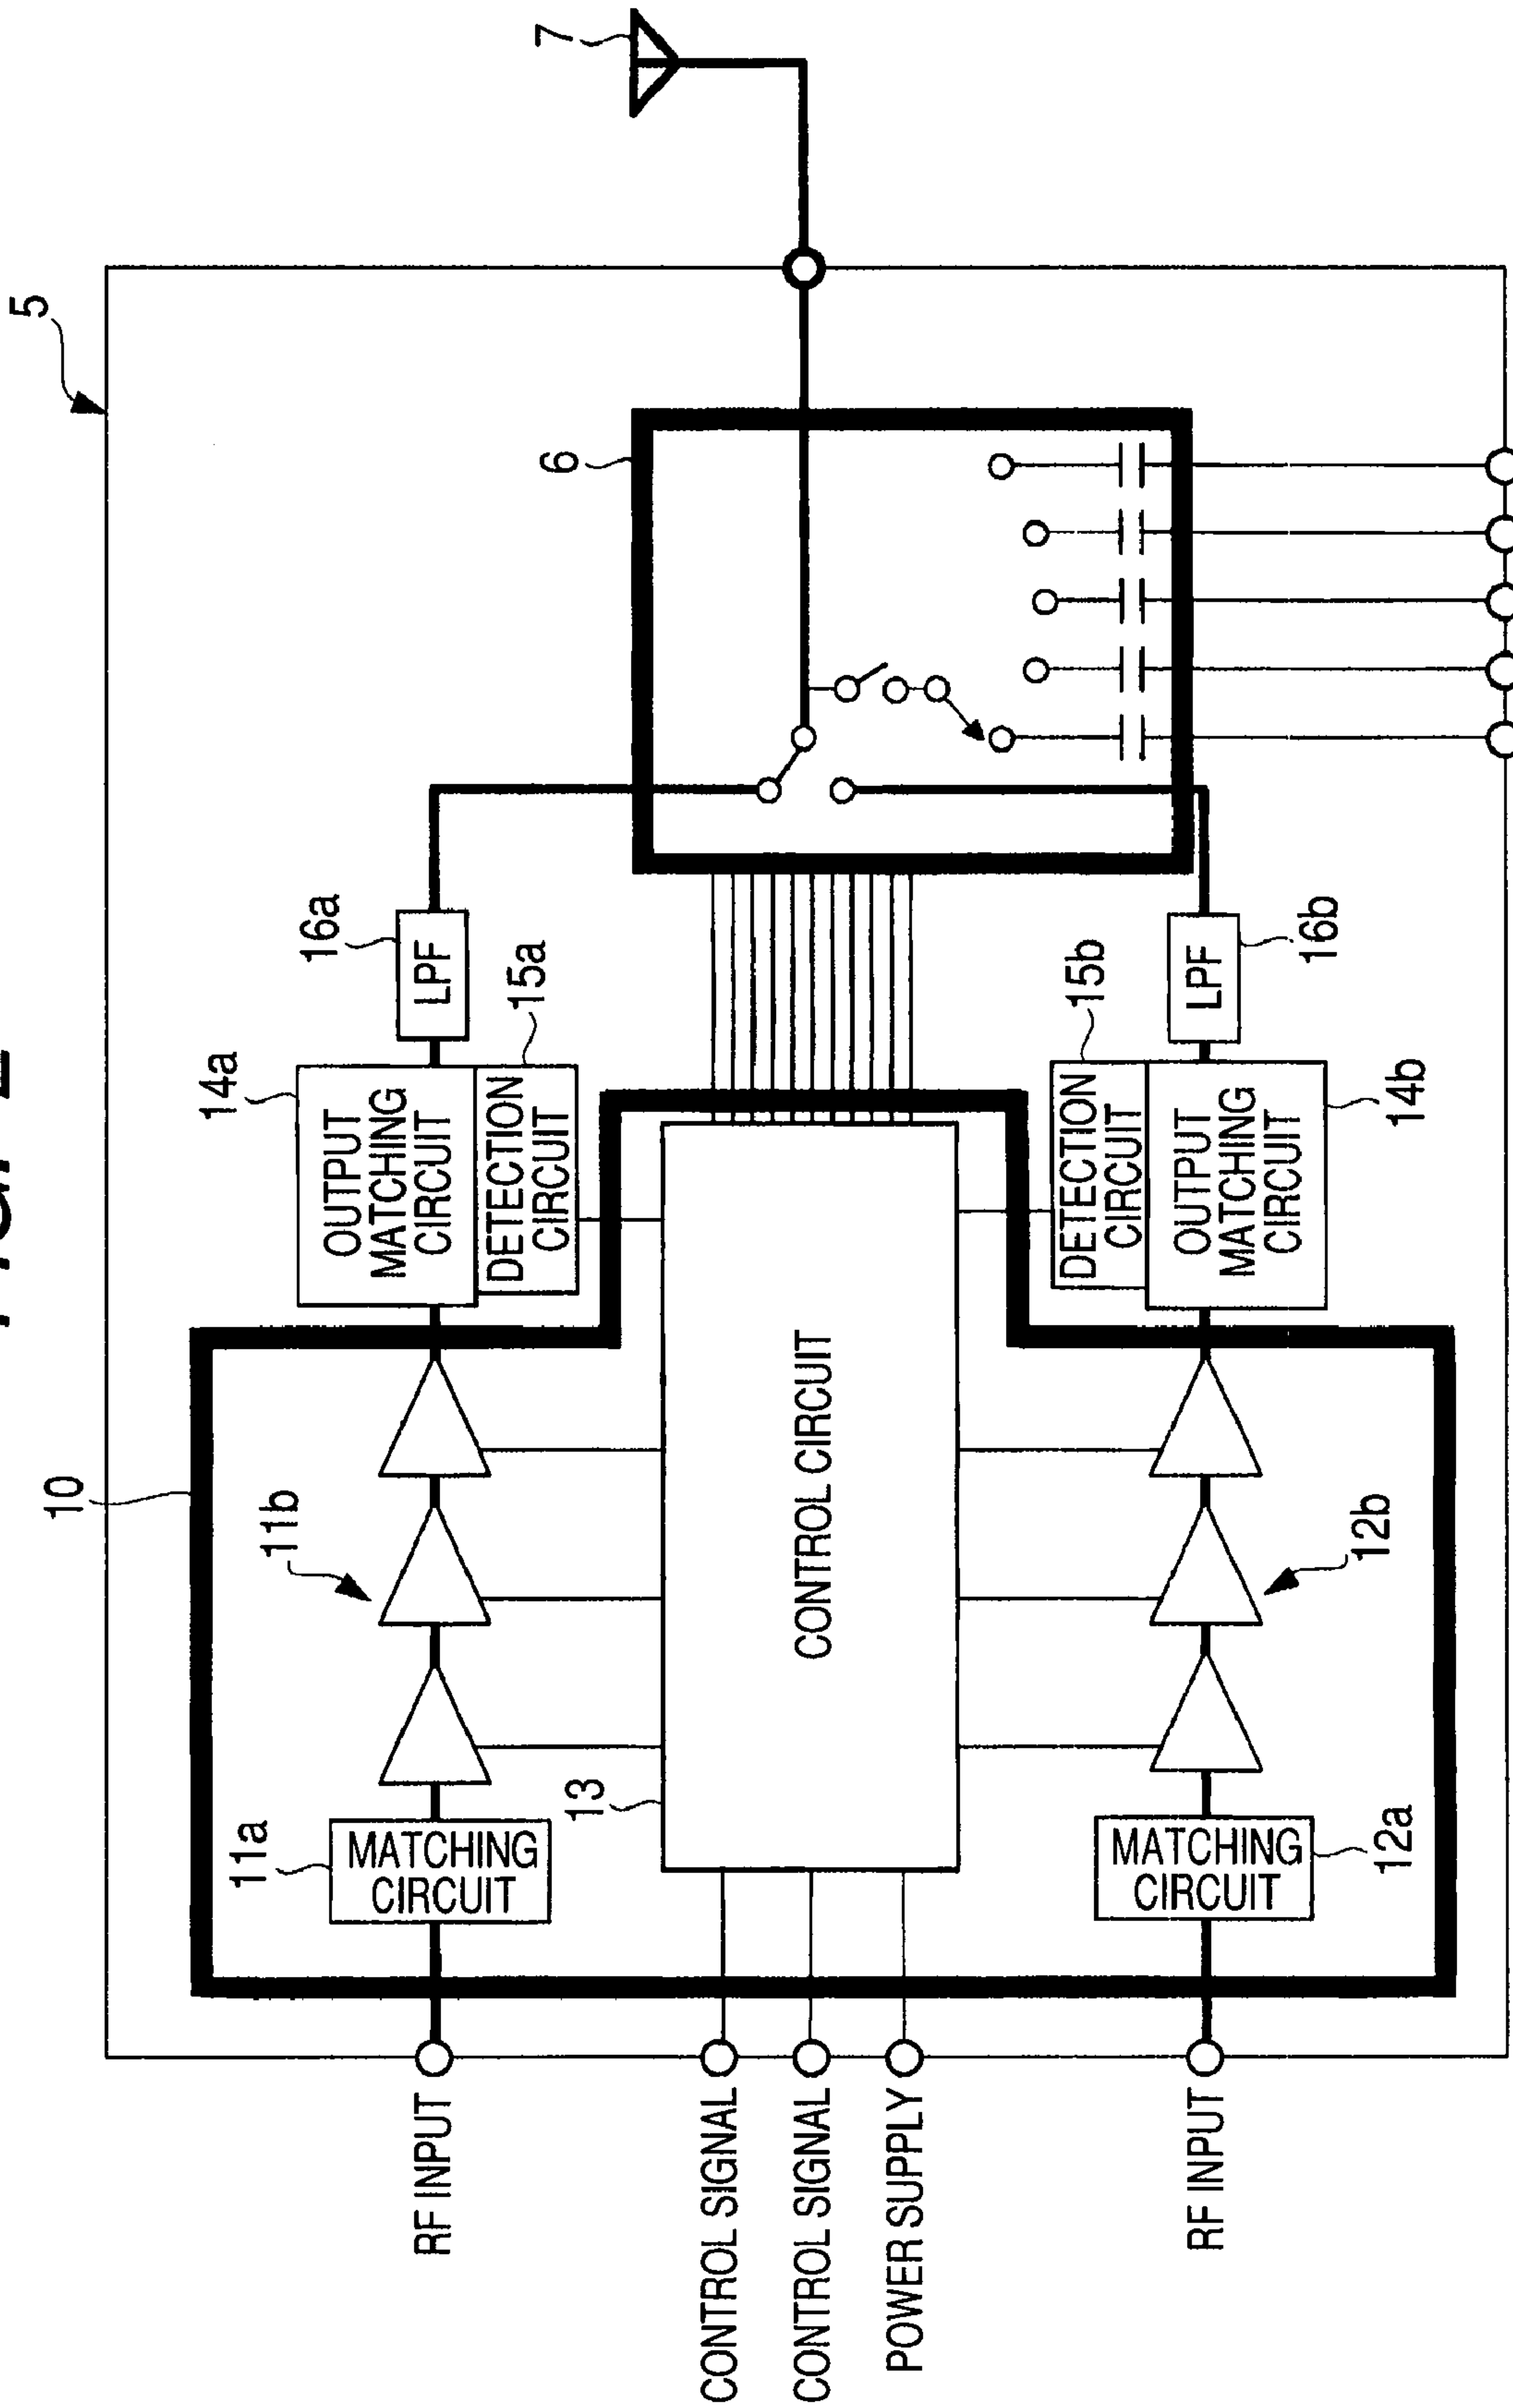 5
7
6
10
11b
14a
16a
11a
MATCHING
CIRCUIT
OUTPUT
MATCHING
CIRCUIT
LPF
DETECTION
CIRCUIT
15a
13
CONTROL CIRCUIT
RF INPUT
CONTROL SIGNAL
CONTROL SIGNAL
POWER SUPPLY
RF INPUT
MATCHING
CIRCUIT
12a
12b
DETECTION
CIRCUIT
15b
OUTPUT
MATCHING
CIRCUIT
14b
LPF
16b